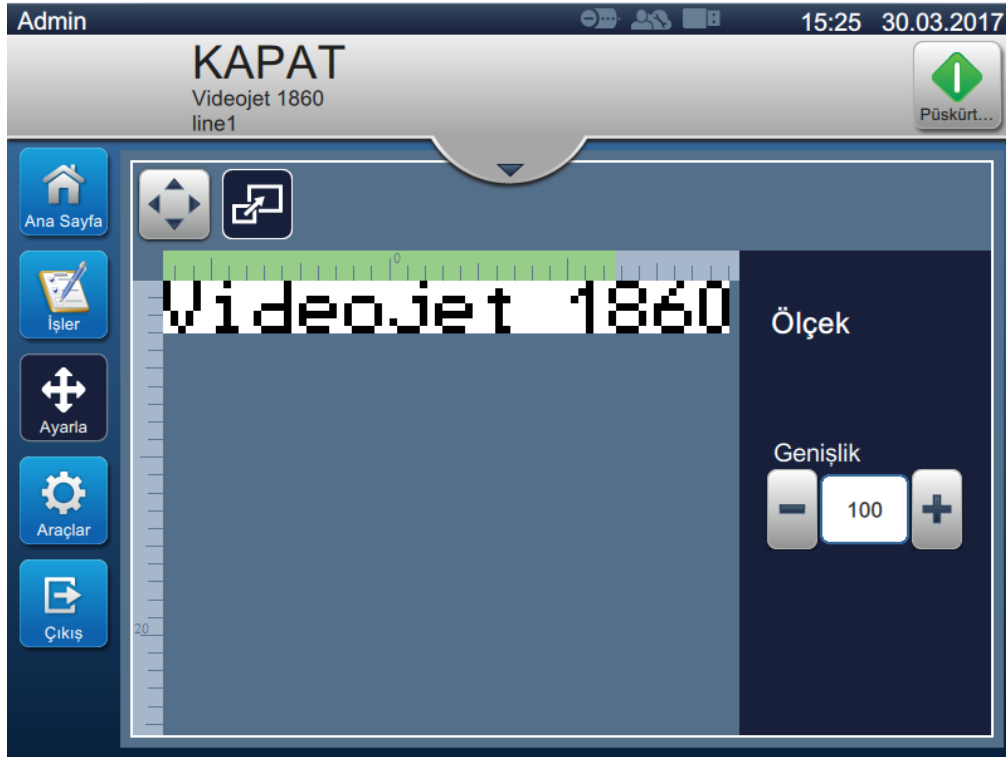 Admin 15:25 30.03.2017
KAPAT
Videojet 1860
line1
Püskürt...
Ana Sayfa
İşler
Ayarla
Araçlar
Çıkış
0
Videojet 1860
20
Ölçek
Genişlik
100